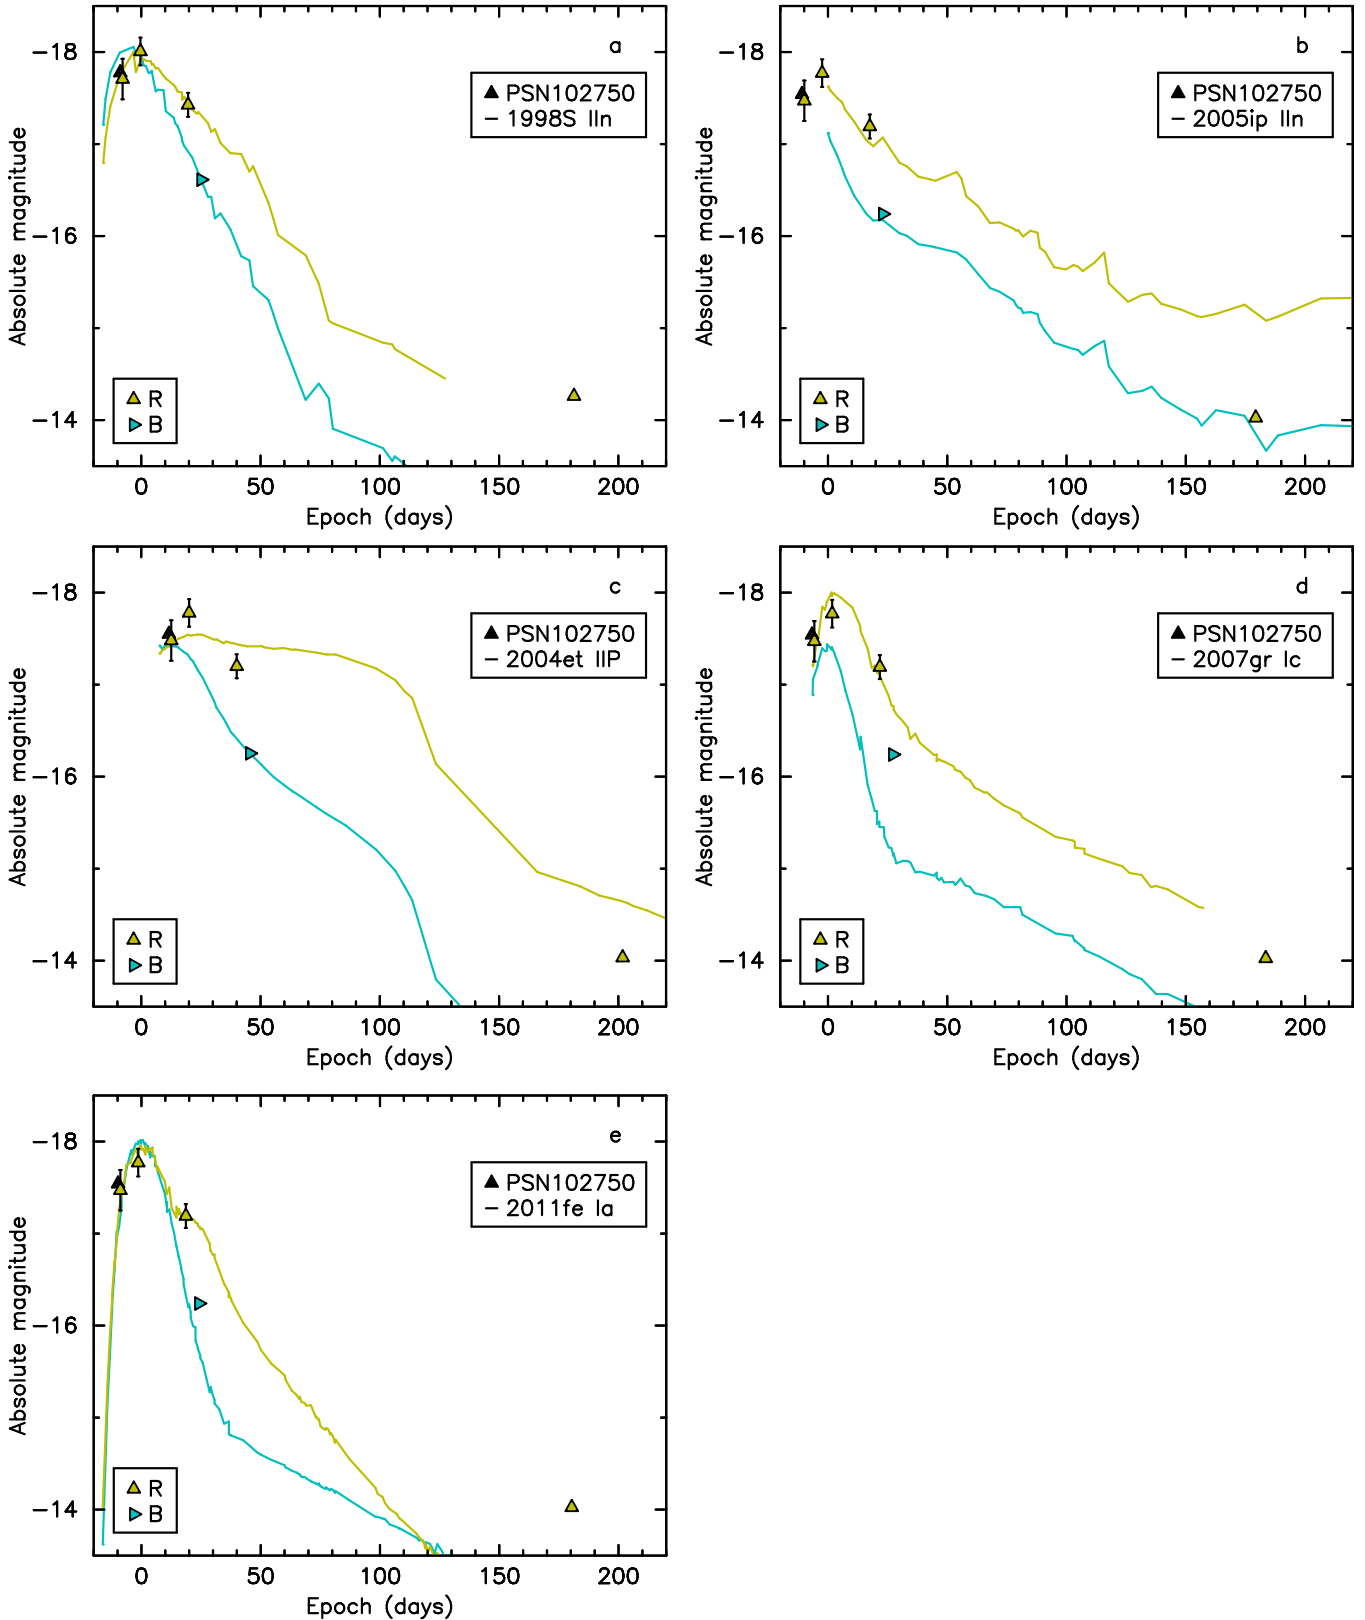 a
▲ PSN102750
– 1998S IIn
−18
−16
−14
Absolute magnitude
R
B
0 50 100 150 200
Epoch (days)
b
▲ PSN102750
– 2005ip IIn
−18
−16
−14
Absolute magnitude
R
B
0 50 100 150 200
Epoch (days)
c
▲ PSN102750
– 2004et IIP
−18
−16
−14
Absolute magnitude
R
B
0 50 100 150 200
Epoch (days)
d
▲ PSN102750
– 2007gr Ic
−18
−16
−14
Absolute magnitude
R
B
0 50 100 150 200
Epoch (days)
e
▲ PSN102750
– 2011fe Ia
−18
−16
−14
Absolute magnitude
R
B
0 50 100 150 200
Epoch (days)